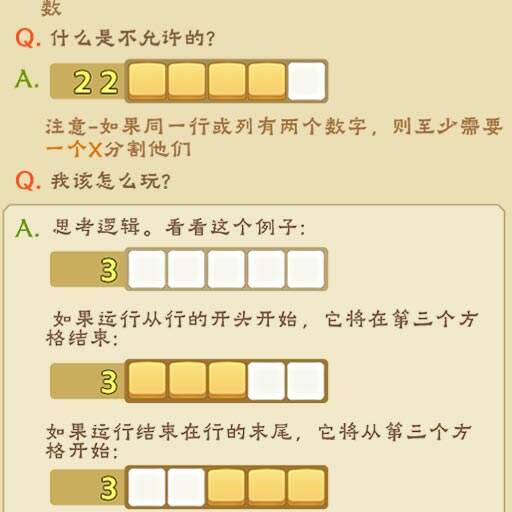 数
Q. 什么是不允许的?
A. 2 2
注意-如果同一行或列有两个数字，则至少需要
一个X分割他们
Q. 我该怎么玩?
A. 思考逻辑。看看这个例子:
3
如果运行从行的开头开始，它将在第三个方
格结束:
3
如果运行结束在行的末尾，它将从第三个方
格开始:
3